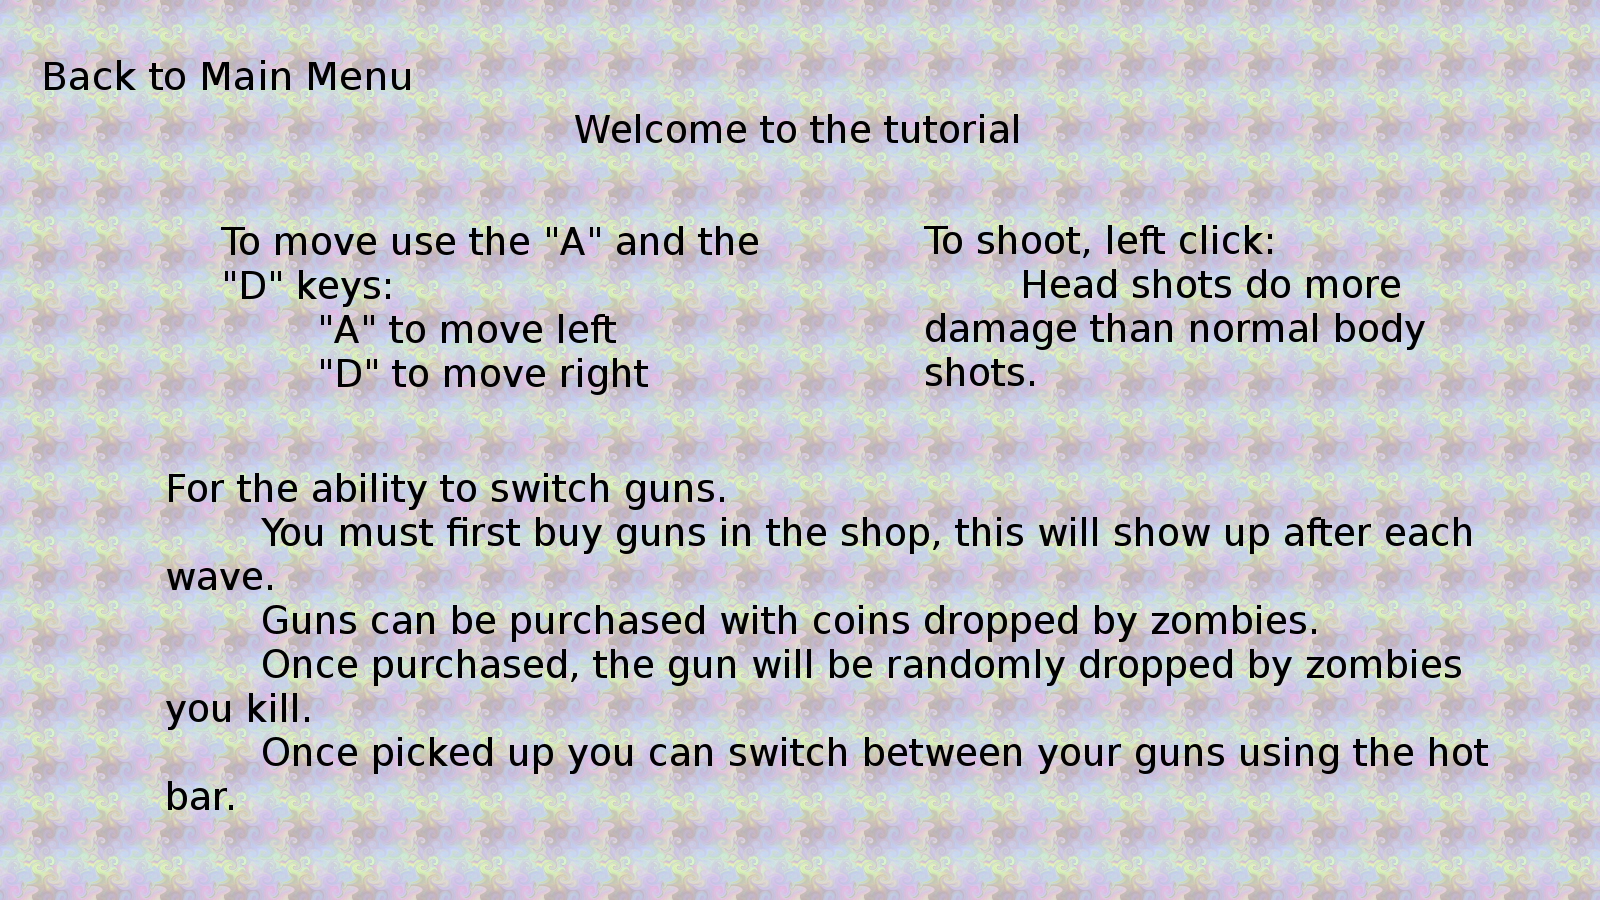 Back to Main Menu
Welcome to the tutorial
To move use the "A" and the
"D" keys:
"A" to move left
"D" to move right
To shoot, left click:
Head shots do more
damage than normal body
shots.
For the ability to switch guns.
You must first buy guns in the shop, this will show up after each
wave.
Guns can be purchased with coins dropped by zombies.
Once purchased, the gun will be randomly dropped by zombies
you kill.
Once picked up you can switch between your guns using the hot
bar.